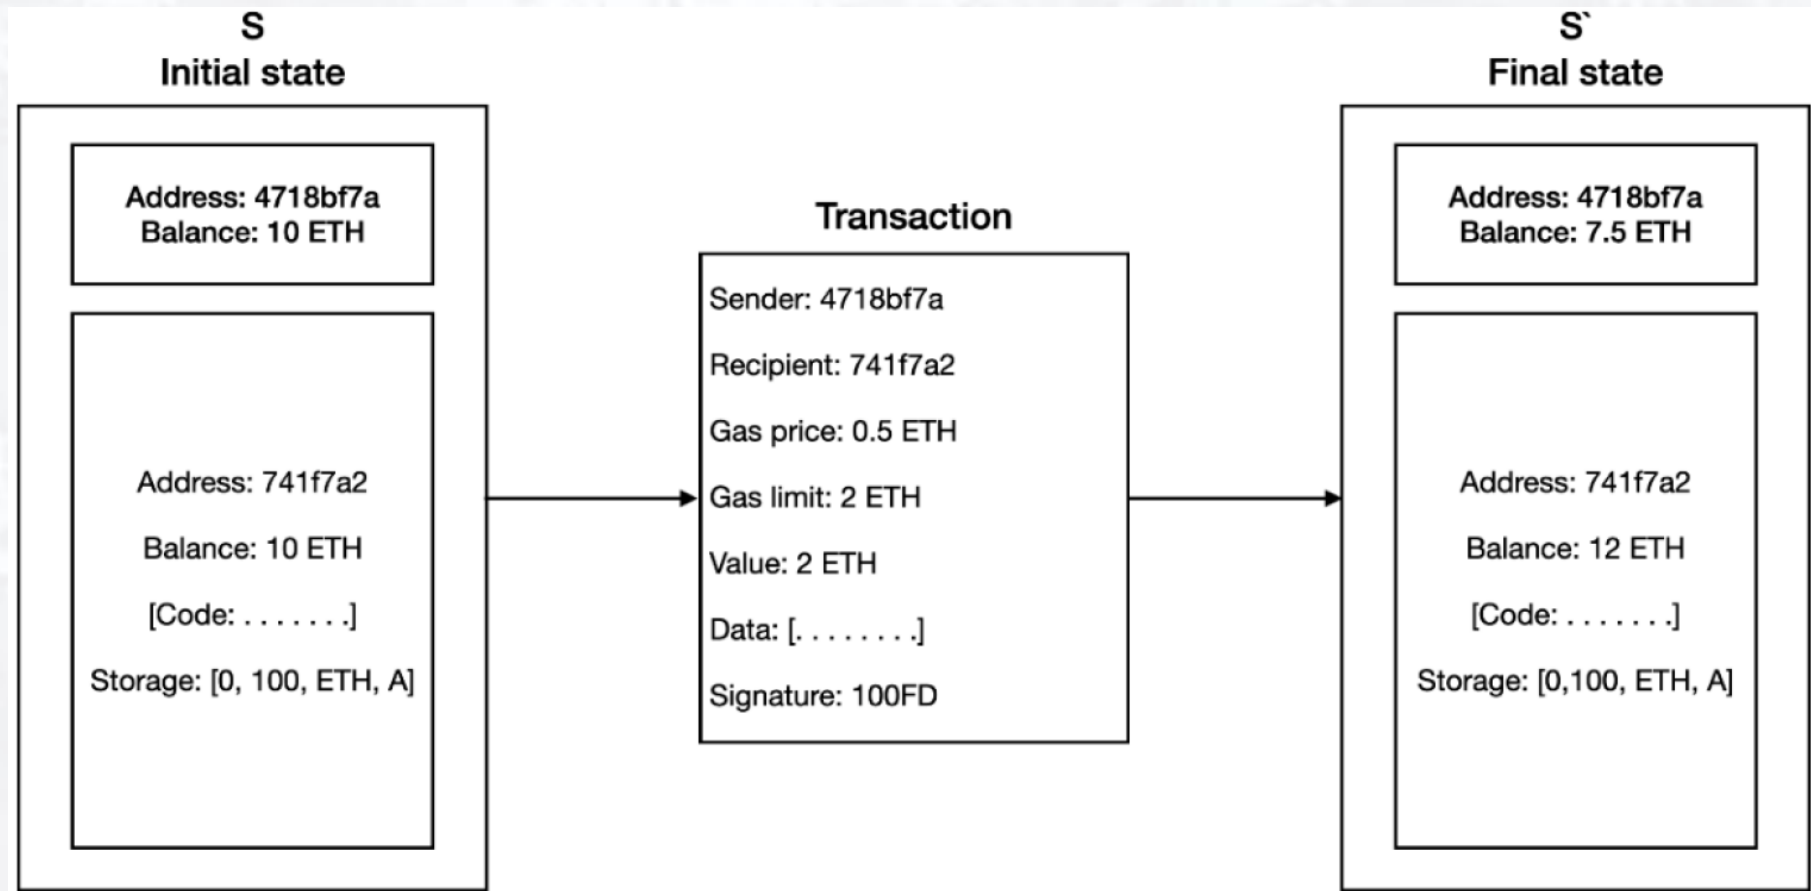 S
Initial state
Address: 4718bf7a
Balance: 10 ETH
Address: 741f7a2
Balance: 10 ETH
[Code: . . . . . . .]
Storage: [0, 100, ETH, A]
Transaction
Sender: 4718bf7a
Recipient: 741f7a2
Gas price: 0.5 ETH
Gas limit: 2 ETH
Value: 2 ETH
Data: [. . . . . . . .]
Signature: 100FD
S`
Final state
Address: 4718bf7a
Balance: 7.5 ETH
Address: 741f7a2
Balance: 12 ETH
[Code: . . . . . . .]
Storage: [0,100, ETH, A]